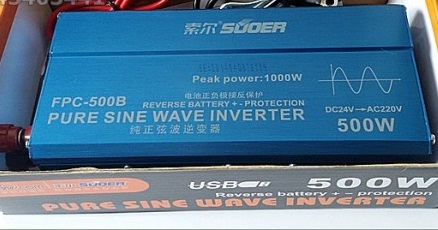 索尔 SUOER
Peak power:1000W
FPC-500B
电池正负极接反保护
REVERSE BATTERY + - PROTECTION
DC24V→AC220V
PURE SINE WAVE INVERTER
500W
纯正弦波逆变器
SUOER
USB
500W
Reverse battery + - protection
PURE SINE WAVE INVERTER